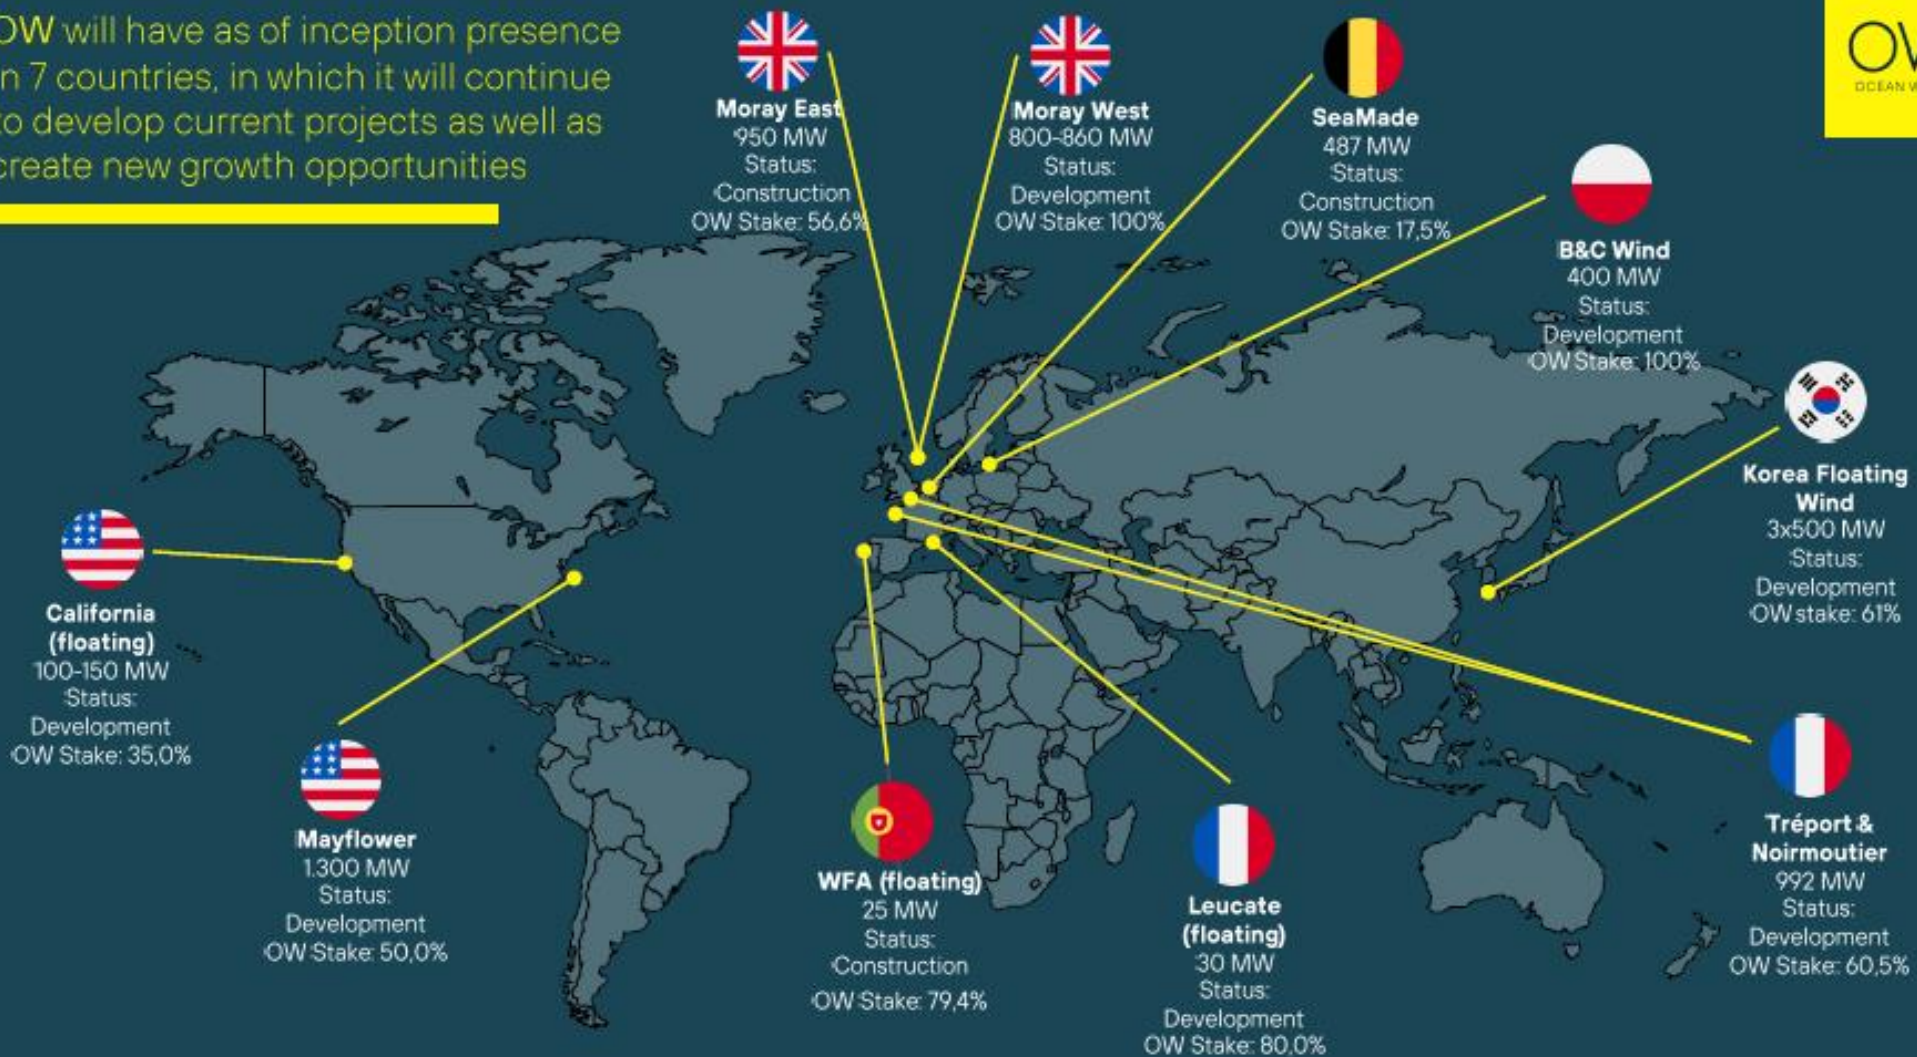 OW will have as of inception presence
in 7 countries, in which it will continue
to develop current projects as well as
create new growth opportunities
OW
OCEAN W
Moray East
950 MW
Status:
Construction
OW Stake: 56,6%
Moray West
800-860 MW
Status:
Development
OW Stake: 100%
SeaMade
487 MW
Status:
Construction
OW Stake: 17,5%
B&C Wind
400 MW
Status:
Development
OW Stake: 100%
Korea Floating
Wind
3x500 MW
Status:
Development
OW stake: 61%
California
(floating)
100-150 MW
Status:
Development
OW Stake: 35,0%
Mayflower
1.300 MW
Status:
Development
OW Stake: 50,0%
WFA (floating)
25 MW
Status:
Construction
OW Stake: 79,4%
Leucate
(floating)
30 MW
Status:
Development
OW Stake: 80,0%
Tréport &
Noirmoutier
992 MW
Status:
Development
OW Stake: 60,5%